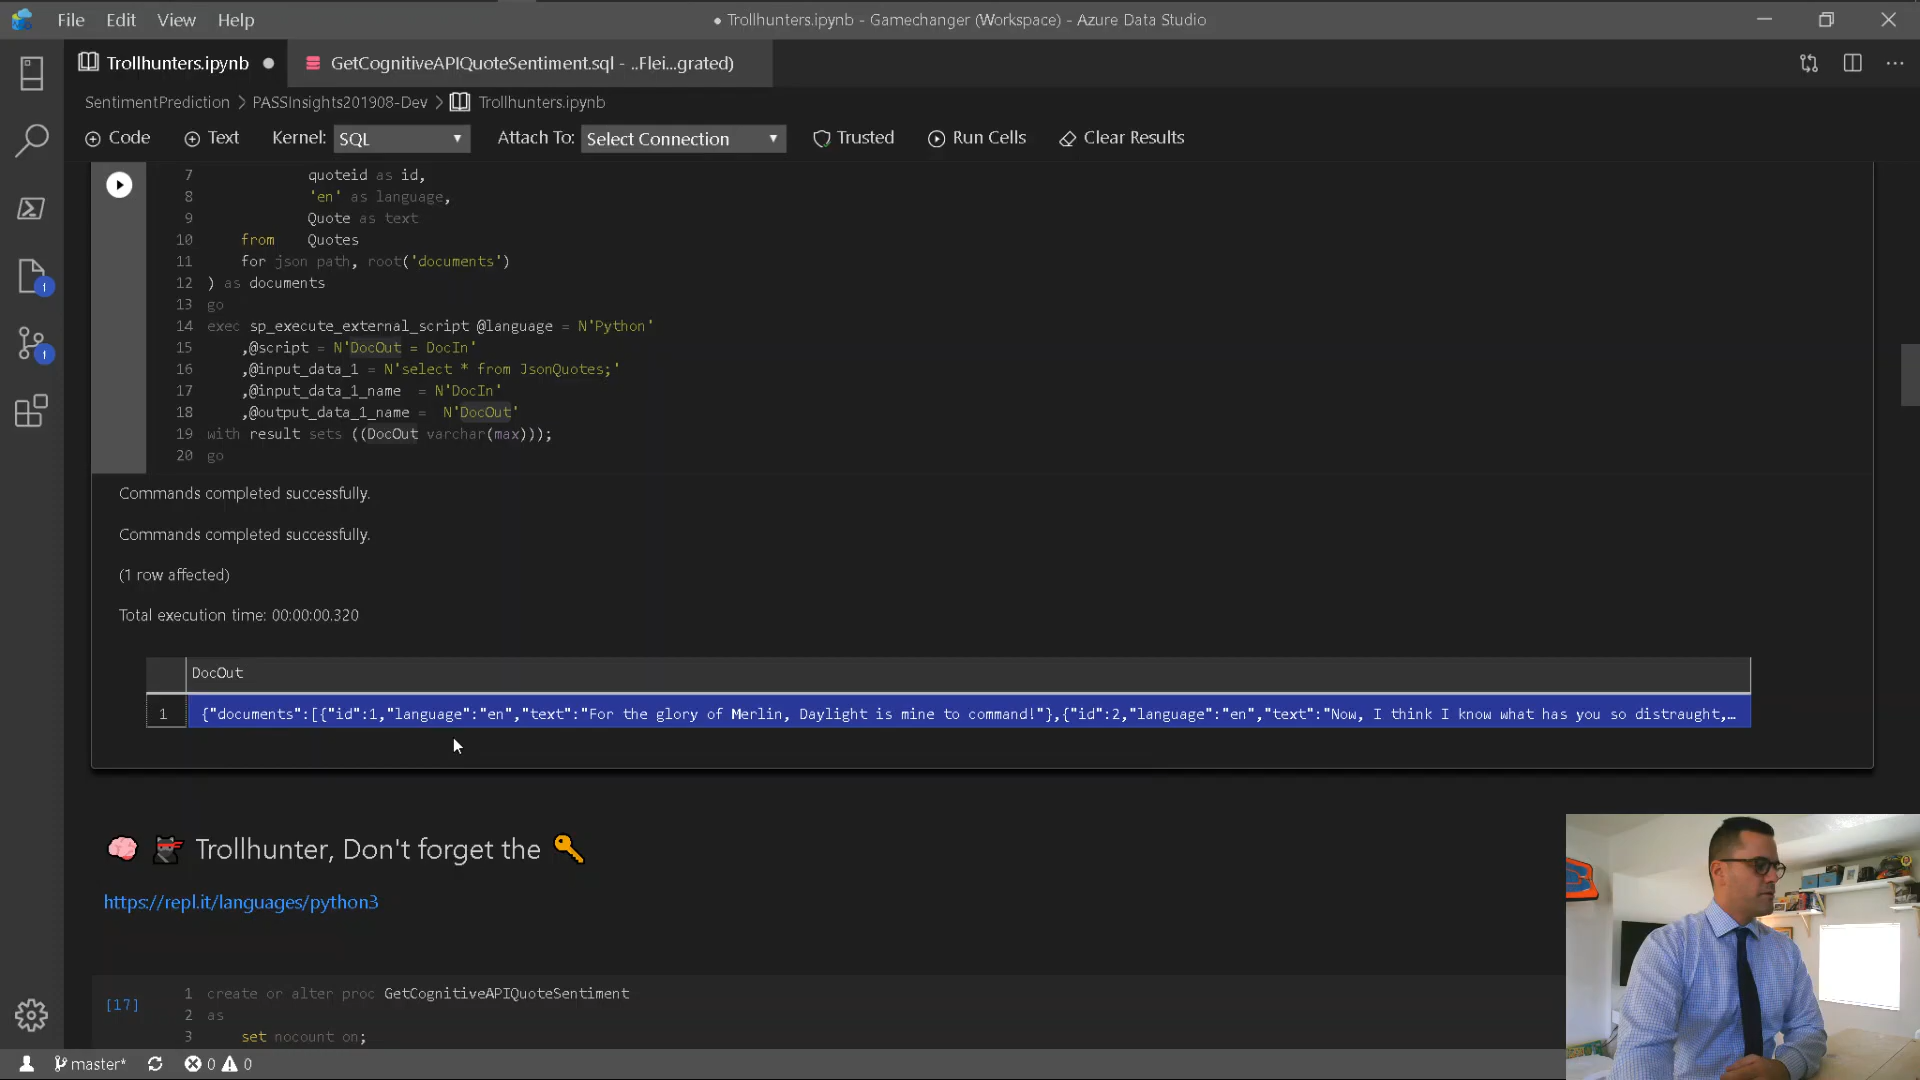 File Edit View Help
● Trollhunters.ipynb - Gamechanger (Workspace) - Azure Data Studio
Trollhunters.ipynb ●
GetCognitiveAPIQuoteSentiment.sql - ..Flei...grated)
SentimentPrediction > PASSInsights201908-Dev > Trollhunters.ipynb
Code Text Kernel: SQL Attach To: Select Connection Trusted Run Cells Clear Results
7 quoteid as id,
8 'en' as language,
9 Quote as text
10 from Quotes
11 for json path, root('documents')
12 ) as documents
13 go
14 exec sp_execute_external_script @language = N'Python'
15 ,@script = N'DocOut = DocIn'
16 ,@input_data_1 = N'select * from JsonQuotes;'
17 ,@input_data_1_name = N'DocIn'
18 ,@output_data_1_name = N'DocOut'
19 with result sets ((DocOut varchar(max)));
20 go
Commands completed successfully.
Commands completed successfully.
(1 row affected)
Total execution time: 00:00:00.320
DocOut
1 {"documents":[{"id":1,"language":"en","text":"For the glory of Merlin, Daylight is mine to command!"},{"id":2,"language":"en","text":"Now, I think I know what has you so distraught,…
Trollhunter, Don't forget the
https://repl.it/languages/python3
[17]
1 create or alter proc GetCognitiveAPIQuoteSentiment
2 as
3 set nocount on;
1
1
master* 0 0